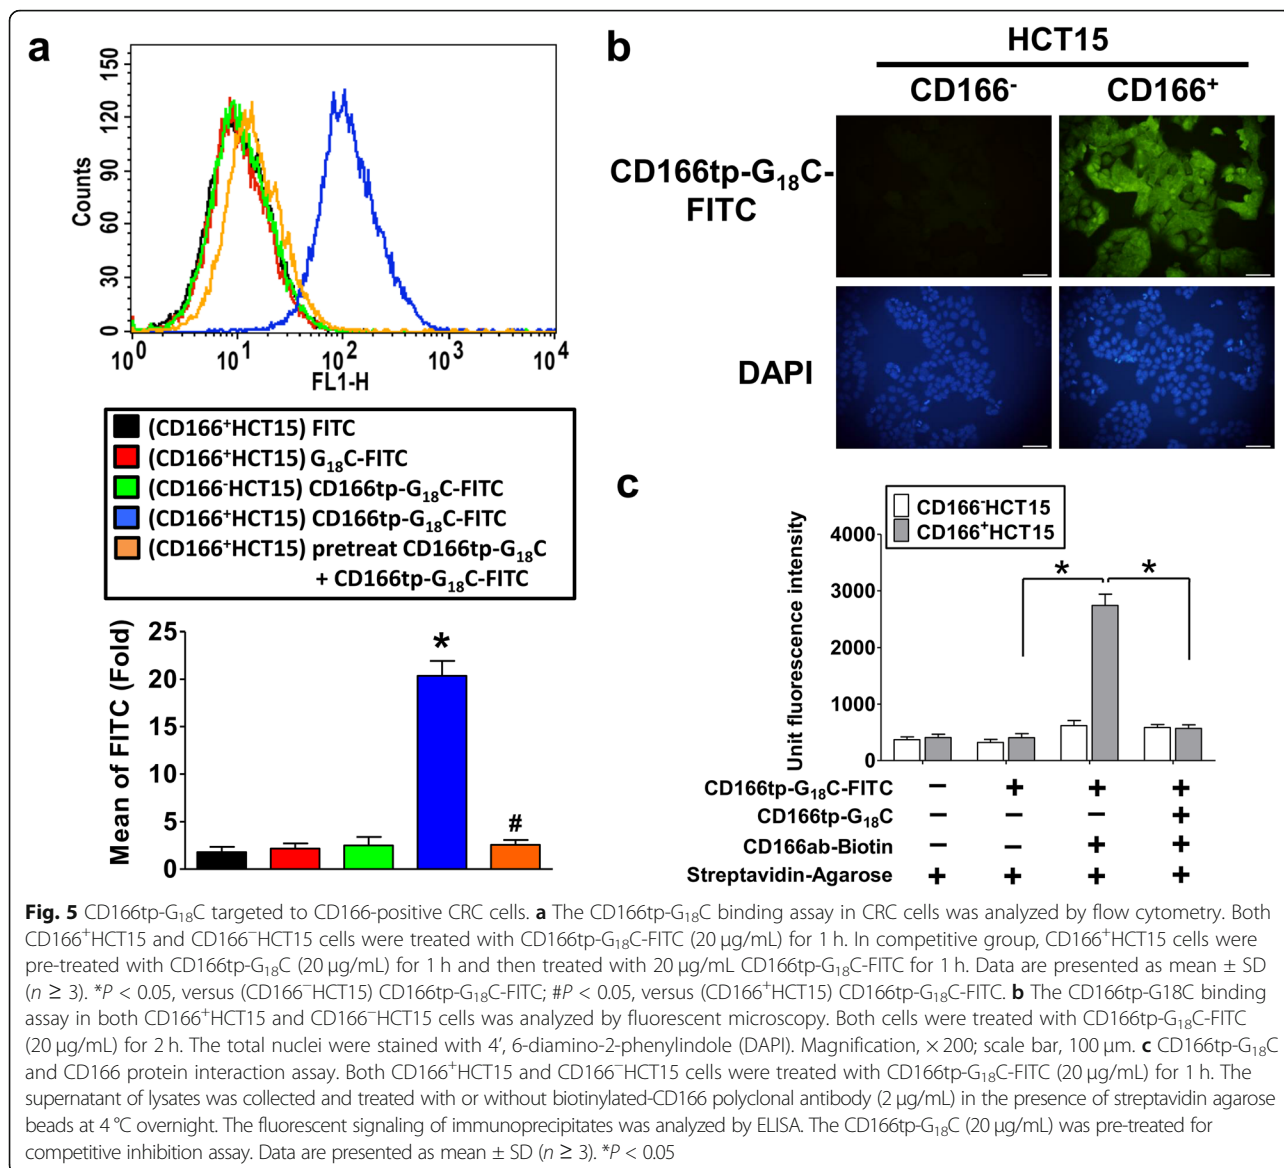 a
Counts
150
120
90
60
30
0
10⁰ 10¹ 10² 10³ 10⁴
FL1-H
(CD166⁺HCT15) FITC
(CD166⁺HCT15) G₁₈C-FITC
(CD166⁻HCT15) CD166tp-G₁₈C-FITC
(CD166⁺HCT15) CD166tp-G₁₈C-FITC
(CD166⁺HCT15) pretreat CD166tp-G₁₈C
+ CD166tp-G₁₈C-FITC
Mean of FITC (Fold)
25
20
15
10
5
0
*
#
b
HCT15
CD166⁻ CD166⁺
CD166tp-G₁₈C-
FITC
DAPI
c
CD166⁻HCT15
CD166⁺HCT15
Unit fluorescence intensity
4000
3000
2000
1000
0
* *
CD166tp-G₁₈C-FITC − + + +
CD166tp-G₁₈C − − − +
CD166ab-Biotin − − + +
Streptavidin-Agarose + + + +
Fig. 5 CD166tp-G₁₈C targeted to CD166-positive CRC cells. a The CD166tp-G₁₈C binding assay in CRC cells was analyzed by flow cytometry. Both
CD166⁺HCT15 and CD166⁻HCT15 cells were treated with CD166tp-G₁₈C-FITC (20 μg/mL) for 1 h. In competitive group, CD166⁺HCT15 cells were
pre-treated with CD166tp-G₁₈C (20 μg/mL) for 1 h and then treated with 20 μg/mL CD166tp-G₁₈C-FITC for 1 h. Data are presented as mean ± SD
(n ≥ 3). *P < 0.05, versus (CD166⁻HCT15) CD166tp-G₁₈C-FITC; #P < 0.05, versus (CD166⁺HCT15) CD166tp-G₁₈C-FITC. b The CD166tp-G18C binding
assay in both CD166⁺HCT15 and CD166⁻HCT15 cells was analyzed by fluorescent microscopy. Both cells were treated with CD166tp-G₁₈C-FITC
(20 μg/mL) for 2 h. The total nuclei were stained with 4’, 6-diamino-2-phenylindole (DAPI). Magnification, × 200; scale bar, 100 μm. c CD166tp-G₁₈C
and CD166 protein interaction assay. Both CD166⁺HCT15 and CD166⁻HCT15 cells were treated with CD166tp-G₁₈C-FITC (20 μg/mL) for 1 h. The
supernatant of lysates was collected and treated with or without biotinylated-CD166 polyclonal antibody (2 μg/mL) in the presence of streptavidin agarose
beads at 4 °C overnight. The fluorescent signaling of immunoprecipitates was analyzed by ELISA. The CD166tp-G₁₈C (20 μg/mL) was pre-treated for
competitive inhibition assay. Data are presented as mean ± SD (n ≥ 3). *P < 0.05